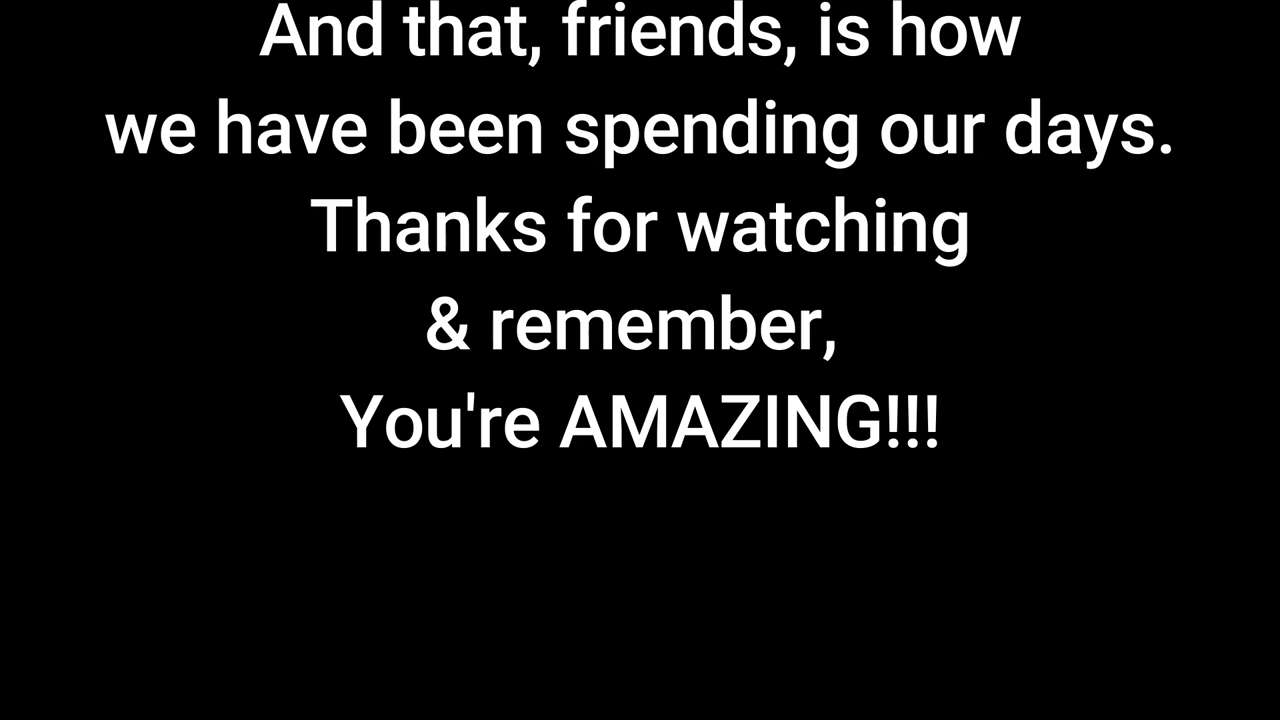 And that, friends, is how
we have been spending our days.
Thanks for watching
& remember,
You're AMAZING!!!